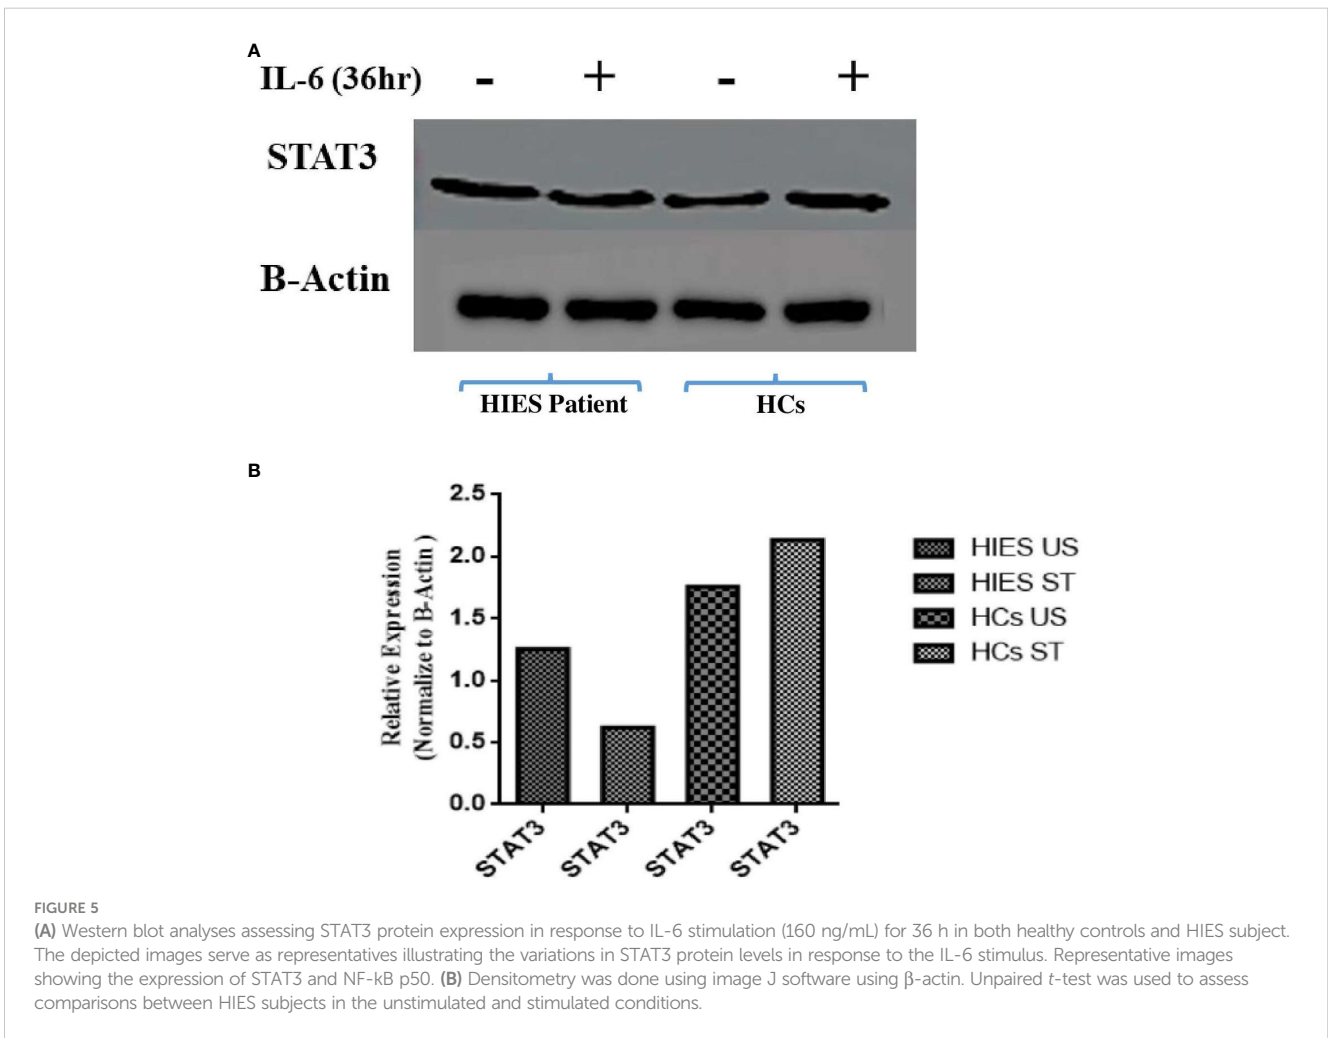 A
IL-6 (36hr) - + - +
STAT3
B-Actin
HIES Patient HCs
B
2.5
2.0
1.5
1.0
0.5
0.0
Relative Expression
(Normalize to B-Actin )
STAT3 STAT3 STAT3 STAT3
HIES US
HIES ST
HCs US
HCs ST
FIGURE 5
(A) Western blot analyses assessing STAT3 protein expression in response to IL-6 stimulation (160 ng/mL) for 36 h in both healthy controls and HIES subject.
The depicted images serve as representatives illustrating the variations in STAT3 protein levels in response to the IL-6 stimulus. Representative images
showing the expression of STAT3 and NF-kB p50. (B) Densitometry was done using image J software using β-actin. Unpaired t-test was used to assess
comparisons between HIES subjects in the unstimulated and stimulated conditions.